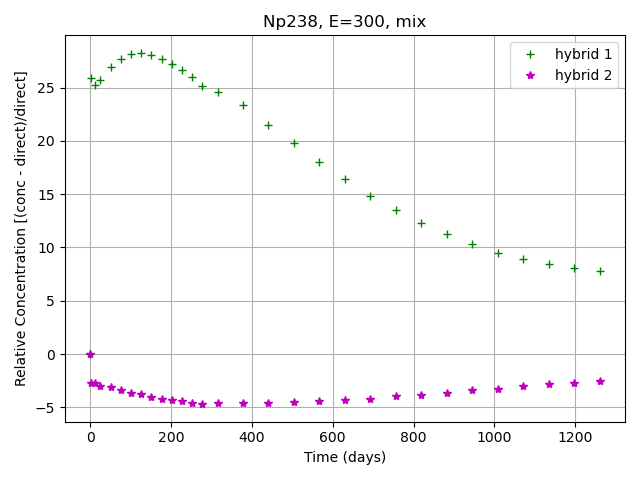 Np238, E=300, mix
hybrid 1
hybrid 2
Relative Concentration [(conc - direct)/direct]
25
20
15
10
5
0
−5
0 200 400 600 800 1000 1200
Time (days)